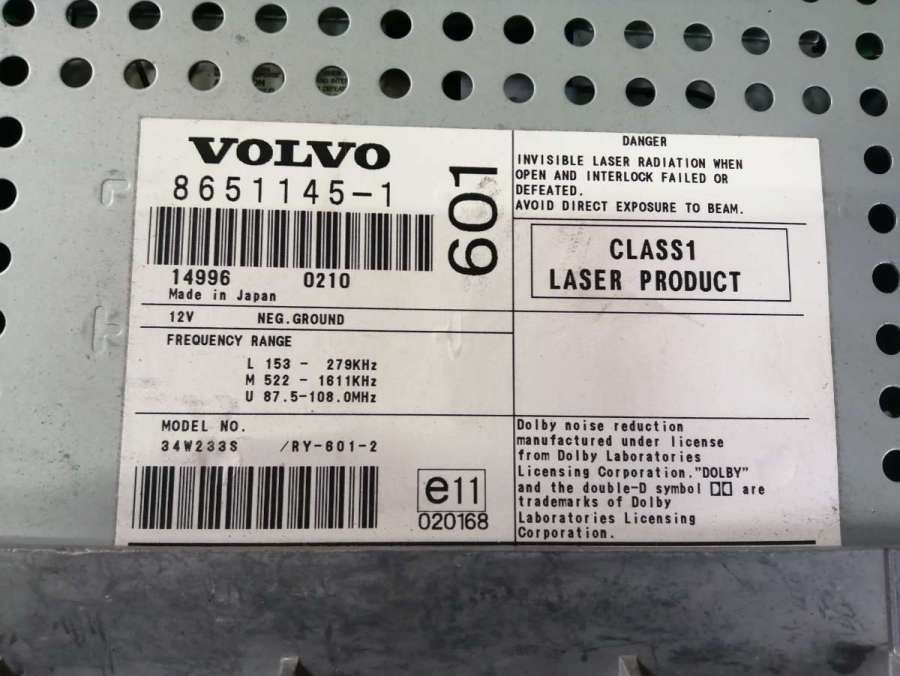 VOLVO
8651145-1
601
14996 0210
Made in Japan
12V NEG.GROUND
FREQUENCY RANGE
L 153 - 279KHz
M 522 - 1611KHz
U 87.5-108.0MHz
MODEL NO.
34W233S /RY-601-2
e11
020168
DANGER
INVISIBLE LASER RADIATION WHEN
OPEN AND INTERLOCK FAILED OR
DEFEATED.
AVOID DIRECT EXPOSURE TO BEAM.
CLASS1
LASER PRODUCT
Dolby noise reduction
manufactured under license
from Dolby Laboratories
Licensing Corporation."DOLBY"
and the double-D symbol are
trademarks of Dolby
Laboratories Licensing
Corporation.